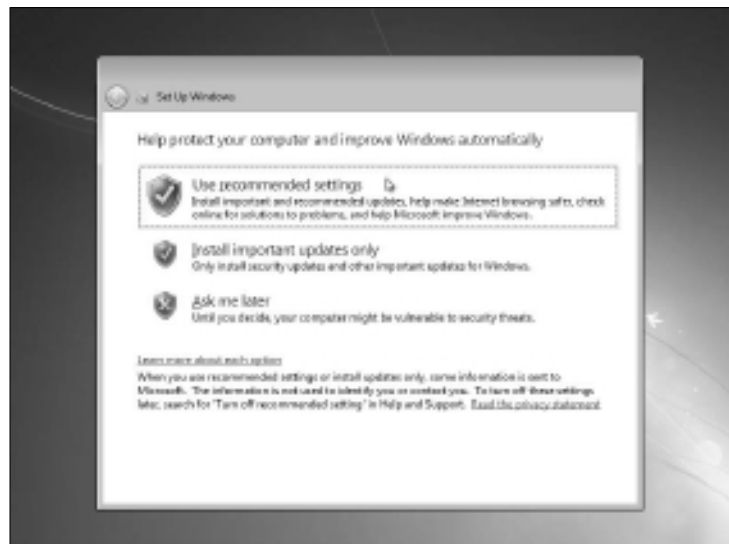 Set Up Windows
Help protect your computer and improve Windows automatically
Use recommended settings
Install important and recommended updates, help make Internet browsing safer, check
online for solutions to problems, and help Microsoft improve Windows.
Install important updates only
Only install security updates and other important updates for Windows.
Ask me later
Until you decide, your computer might be vulnerable to security threats.
Learn more about each option
When you use recommended settings or install updates only, some information is sent to
Microsoft. The information is not used to identify you or contact you. To turn off these settings
later, search for "Turn off recommended setting" in Help and Support. Read the privacy statement